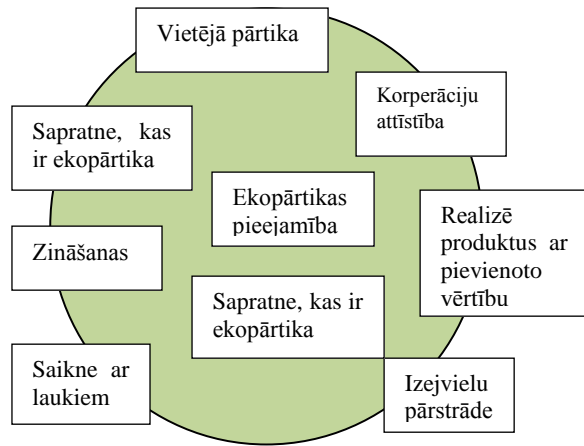 Vietējā pārtika
Korperāciju
attīstība
Sapratne, kas
ir ekopārtika
Ekopārtikas
pieejamība
Realizē
produktus ar
pievienoto
vērtību
Zināšanas
Sapratne, kas ir
ekopārtika
Saikne ar
laukiem
Izejvielu
pārstrāde